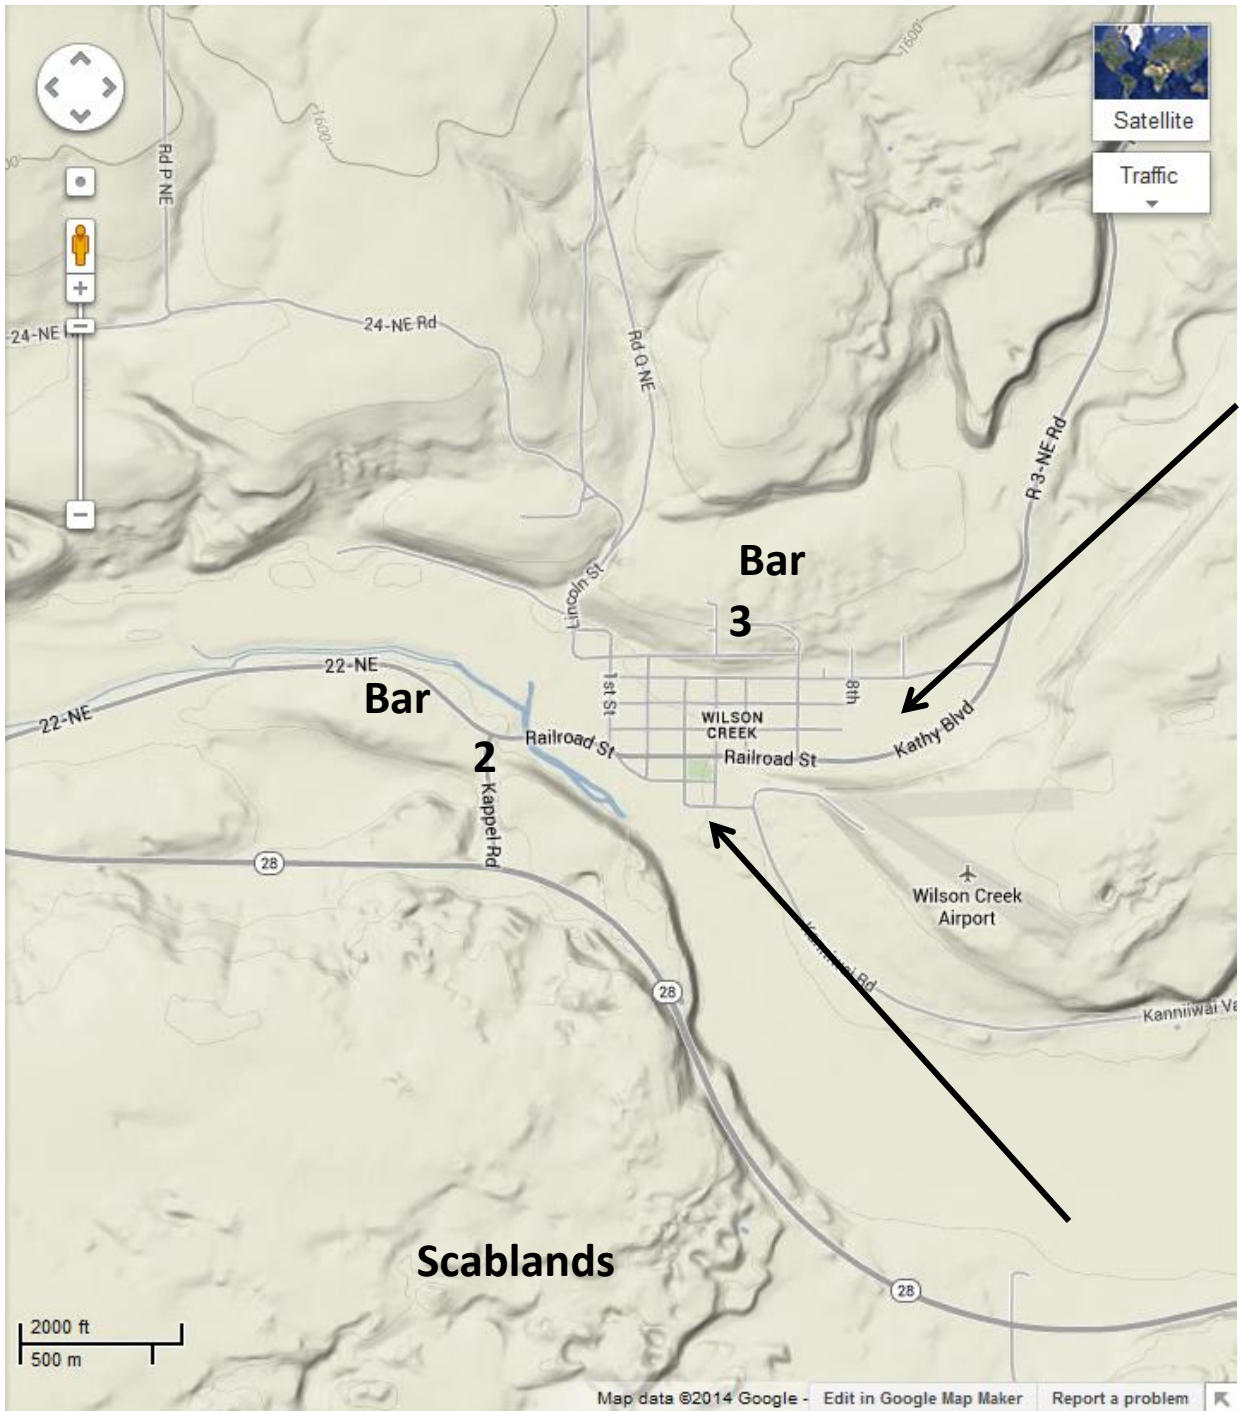 1600'
Satellite
1600'
Rd P NE
Traffic
24-NE
24-NE Rd
Rd Q NE
R 3-NE Rd
Bar
3
Lincoln St
22-NE
Bar
1st St
8th
22-NE
WILSON
CREEK
Kathy Blvd
Railroad St
Railroad St
2
Kappel Rd
28
Wilson Creek
Airport
Kanniiwai Rd
28
Kanniiwai Va
Scablands
28
2000 ft
500 m
Map data ©2014 Google -
Edit in Google Map Maker
Report a problem